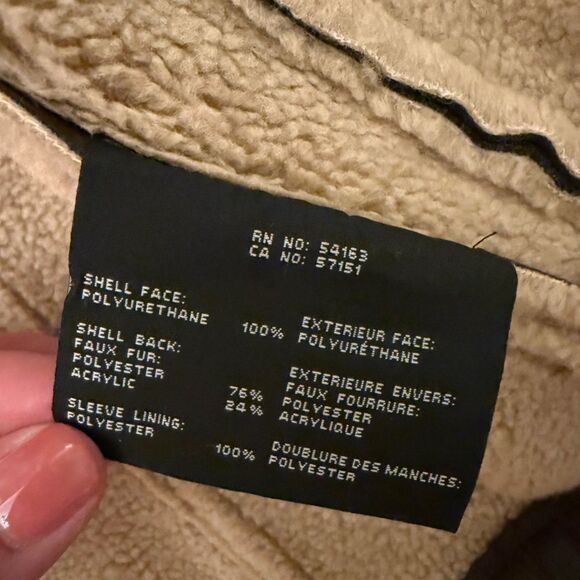 RN NO: 54163
CA NO: 57151
SHELL FACE:
POLYURETHANE 100%
SHELL BACK:
FAUX FUR:
POLYESTER 76%
ACRYLIC 24%
SLEEVE LINING:
POLYESTER 100%
EXTERIEUR FACE:
POLYURÉTHANE
EXTERIEURE ENVERS:
FAUX FOURRURE:
POLYESTER
ACRYLIQUE
DOUBLURE DES MANCHES:
POLYESTER